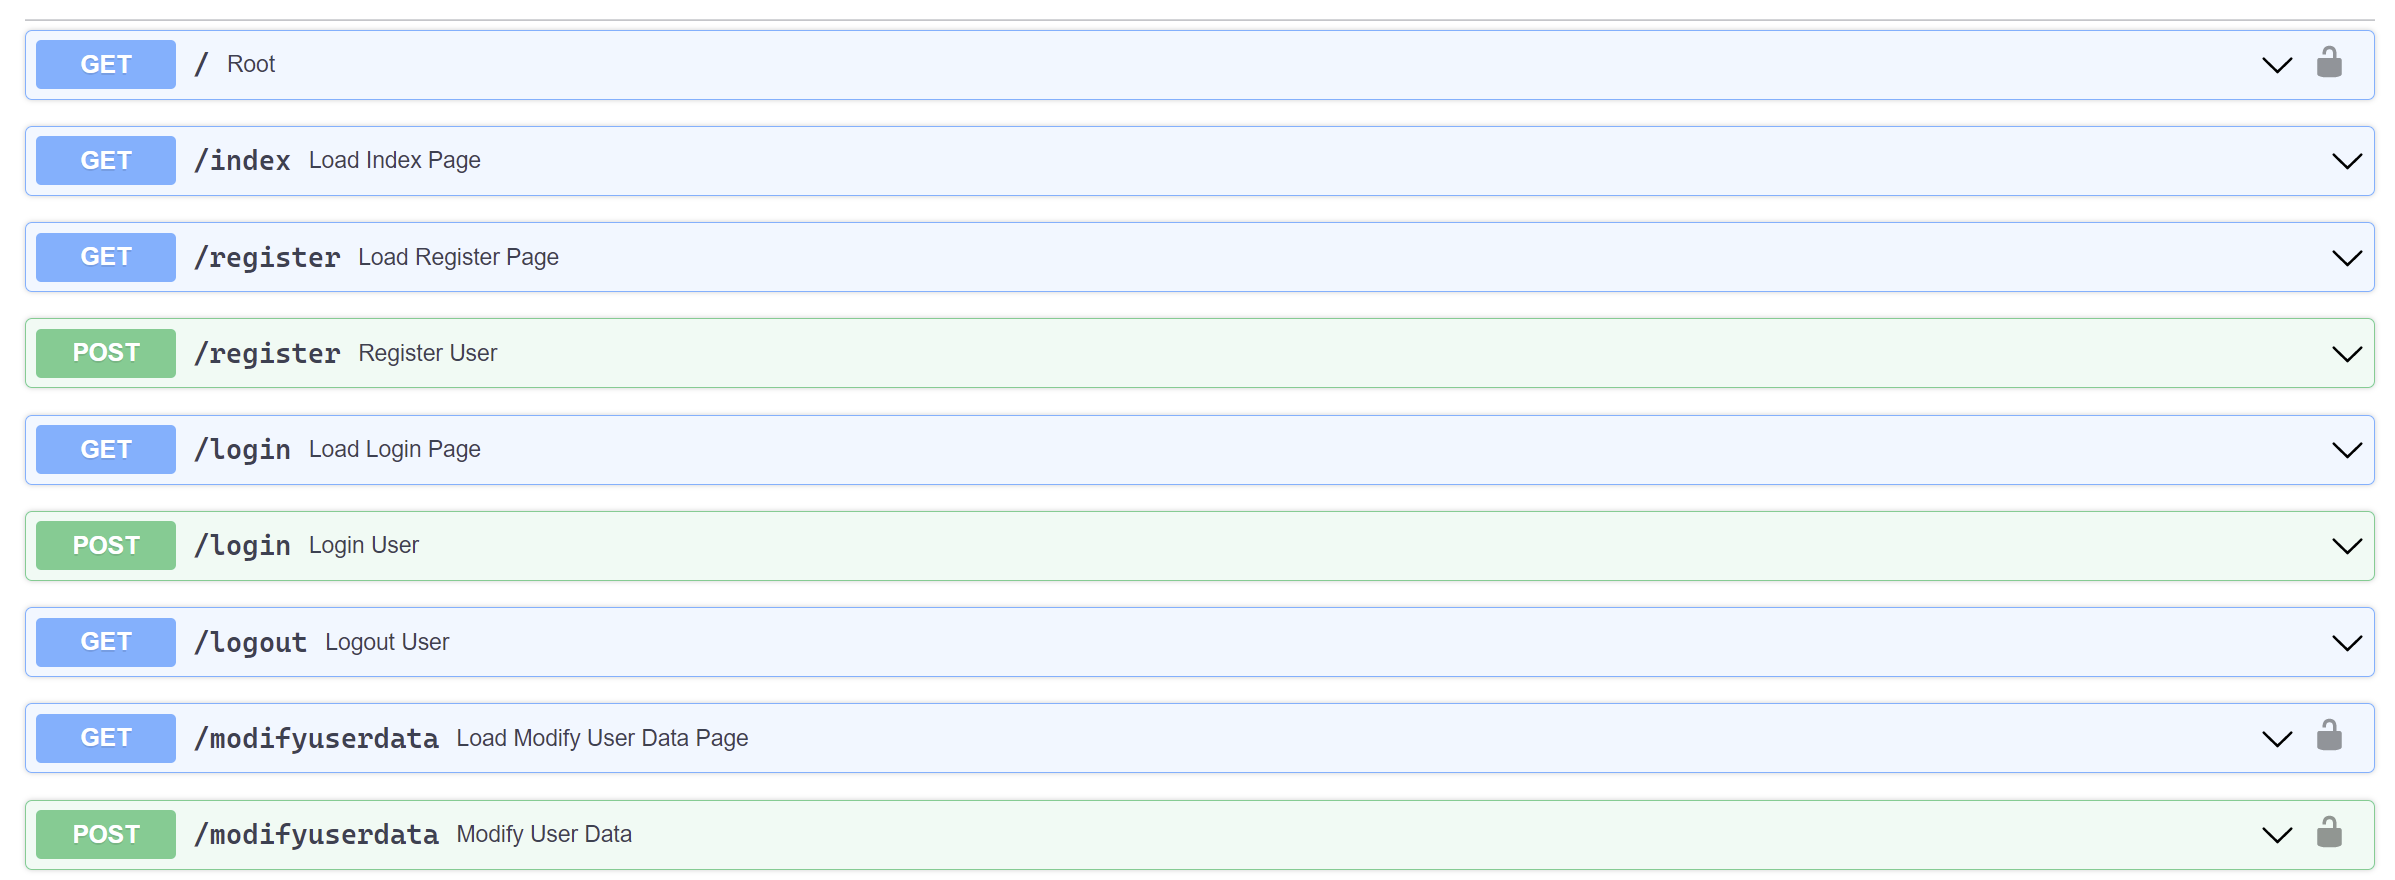 GET / Root
GET /index Load Index Page
GET /register Load Register Page
POST /register Register User
GET /login Load Login Page
POST /login Login User
GET /logout Logout User
GET /modifyuserdata Load Modify User Data Page
POST /modifyuserdata Modify User Data